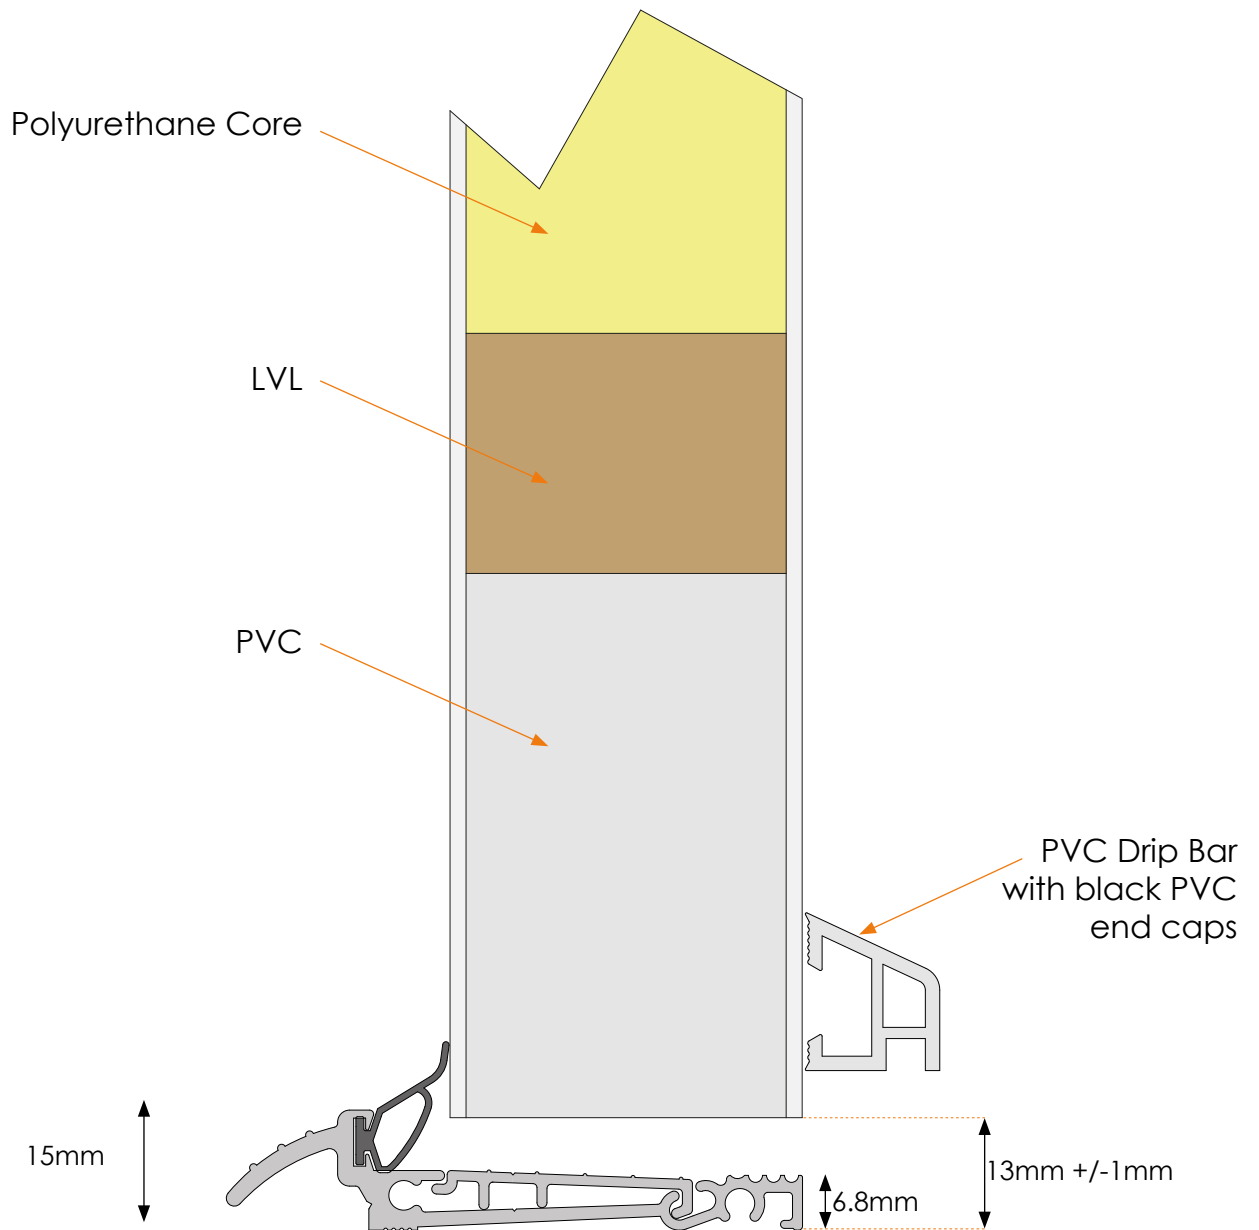 Polyurethane Core
LVL
PVC
PVC Drip Bar
with black PVC
end caps
15mm
13mm +/-1mm
6.8mm